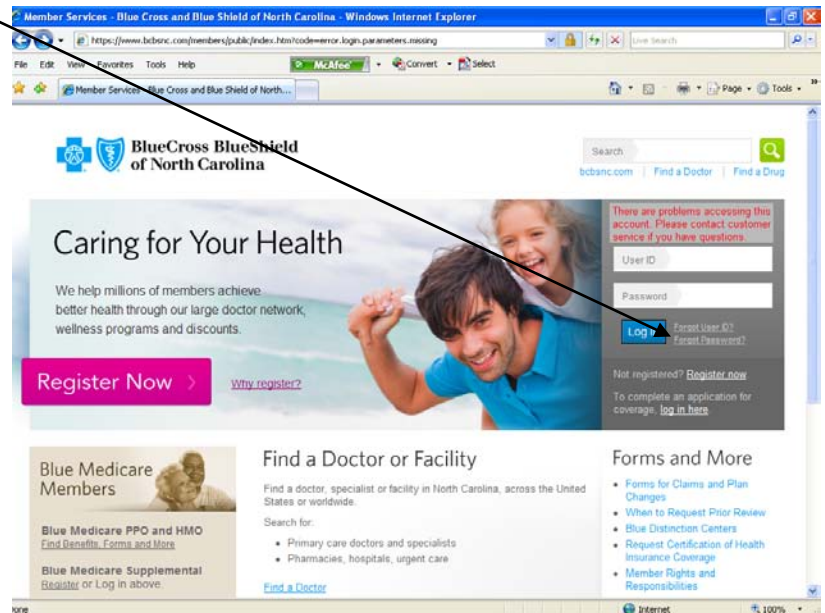 Member Services - Blue Cross and Blue Shield of North Carolina - Windows Internet Explorer
https://www.bcbsnc.com/members/public/index.htm?code=error.login.parameters.missing
Live Search
File Edit View Favorites Tools Help
McAfee
Convert
Select
Member Services - Blue Cross and Blue Shield of North...
Page
Tools
BlueCross BlueShield
of North Carolina
Search
bcbsnc.com | Find a Doctor | Find a Drug
Caring for Your Health
We help millions of members achieve
better health through our large doctor network,
wellness programs and discounts.
Register Now >
Why register?
There are problems accessing this
account. Please contact customer
service if you have questions.
User ID
Password
Log In
Forgot User ID?
Forgot Password?
Not registered? Register now
To complete an application for
coverage, log in here.
Blue Medicare
Members
Blue Medicare PPO and HMO
Find Benefits, Forms and More
Blue Medicare Supplemental
Register or Log in above.
Find a Doctor or Facility
Find a doctor, specialist or facility in North Carolina, across the United
States or worldwide.
Search for:
• Primary care doctors and specialists
• Pharmacies, hospitals, urgent care
Find a Doctor
Forms and More
• Forms for Claims and Plan
Changes
• When to Request Prior Review
• Blue Distinction Centers
• Request Certification of Health
Insurance Coverage
• Member Rights and
Responsibilities
Internet
100%